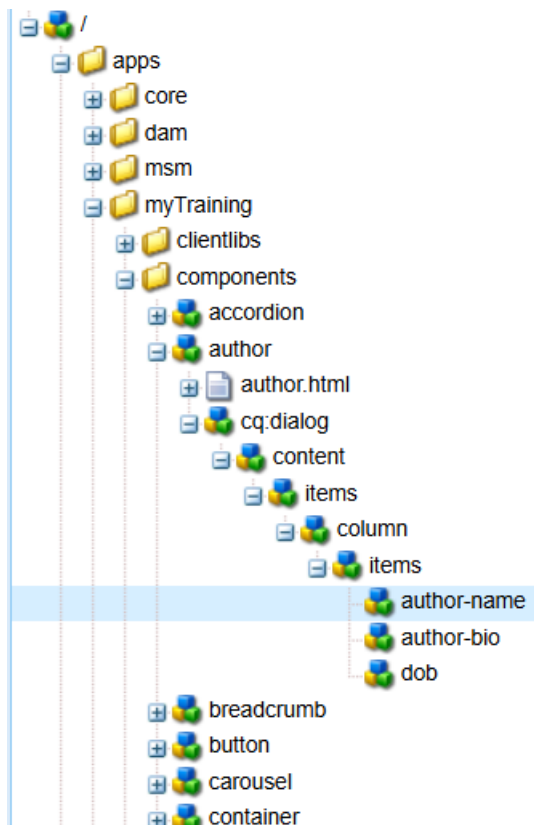 /
apps
core
dam
msm
myTraining
clientlibs
components
accordion
author
author.html
cq:dialog
content
items
column
items
author-name
author-bio
dob
breadcrumb
button
carousel
container